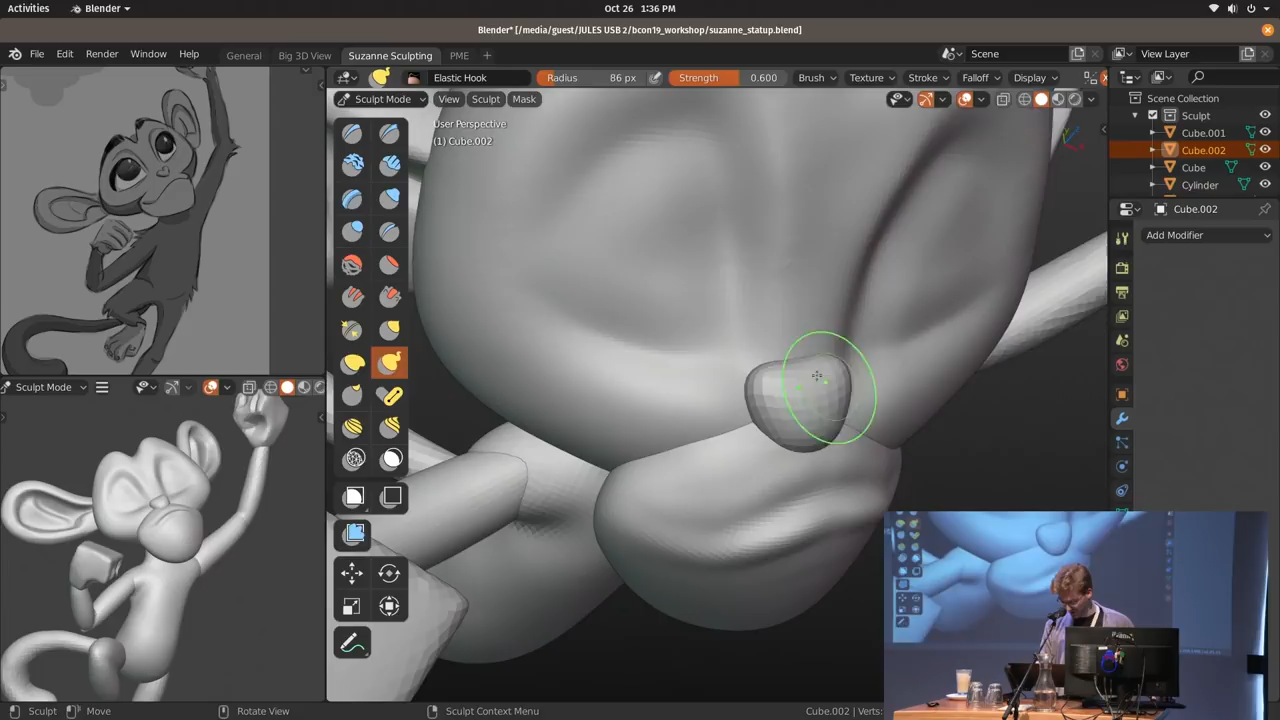 Activities Blender Oct 26 1:36 PM
Blender* [/media/guest/JULES USB 2/bcon19_workshop/suzanne_statup.blend]
File Edit Render Window Help General Big 3D View Suzanne Sculpting PME Scene View Layer
Elastic Hook Radius 86 px Strength 0.600 Brush Texture Stroke Falloff Display
Sculpt Mode View Sculpt Mask
Scene Collection
Sculpt
User Perspective
(1) Cube.002
Cube.001
Cube.002
Cube
Cylinder
Cube.002
Add Modifier
Sculpt Mode
Select
Move Rotate View Sculpt Context Menu Cube.002 | Verts: